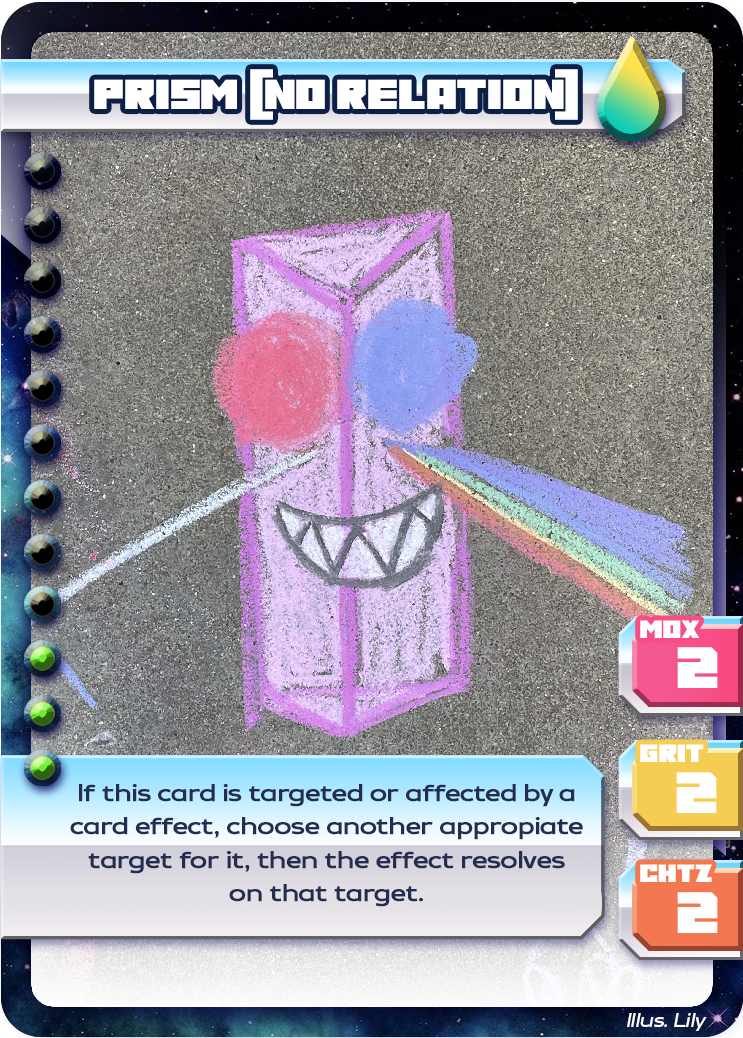 PRISM [NO RELATION]
MOX
2
GRIT
2
CHTZ
2
If this card is targeted or affected by a
card effect, choose another appropiate
target for it, then the effect resolves
on that target.
Illus. Lily